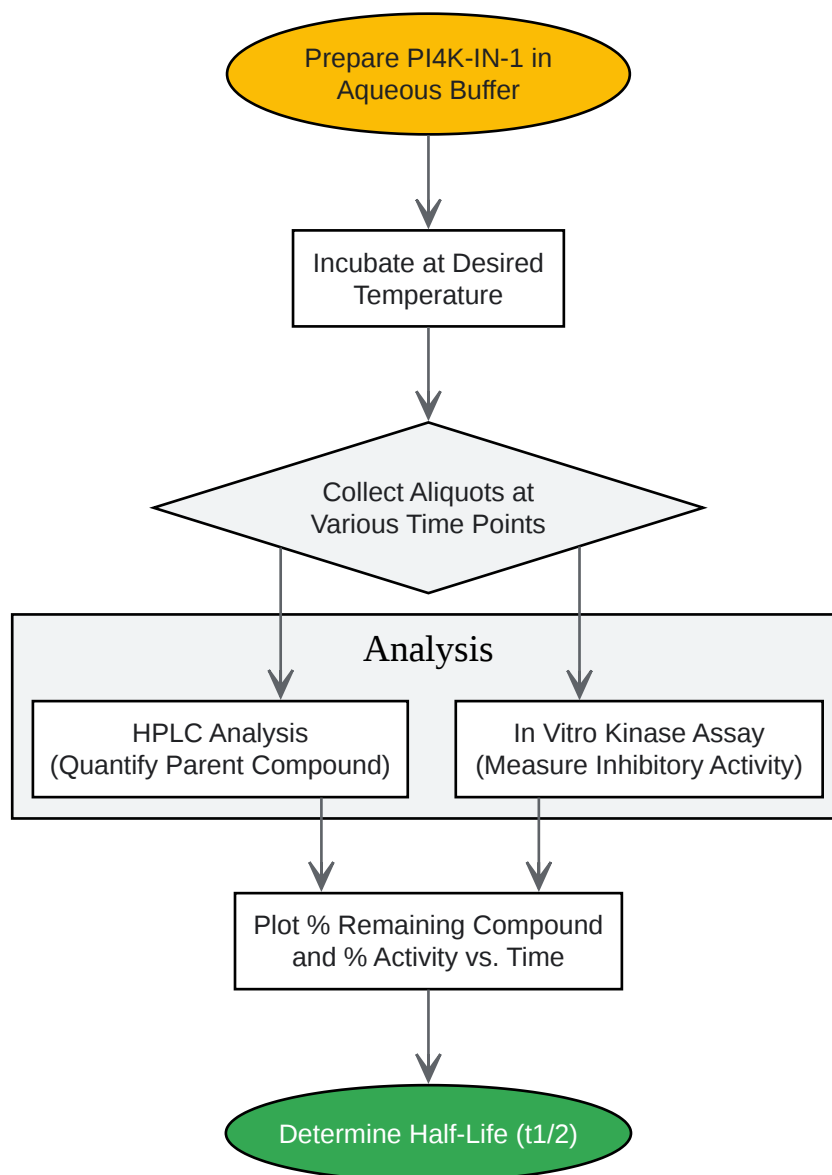 Prepare PI4K-IN-1 in
Aqueous Buffer
Incubate at Desired
Temperature
Collect Aliquots at
Various Time Points
Analysis
HPLC Analysis
(Quantify Parent Compound)
In Vitro Kinase Assay
(Measure Inhibitory Activity)
Plot % Remaining Compound
and % Activity vs. Time
Determine Half-Life (t1/2)